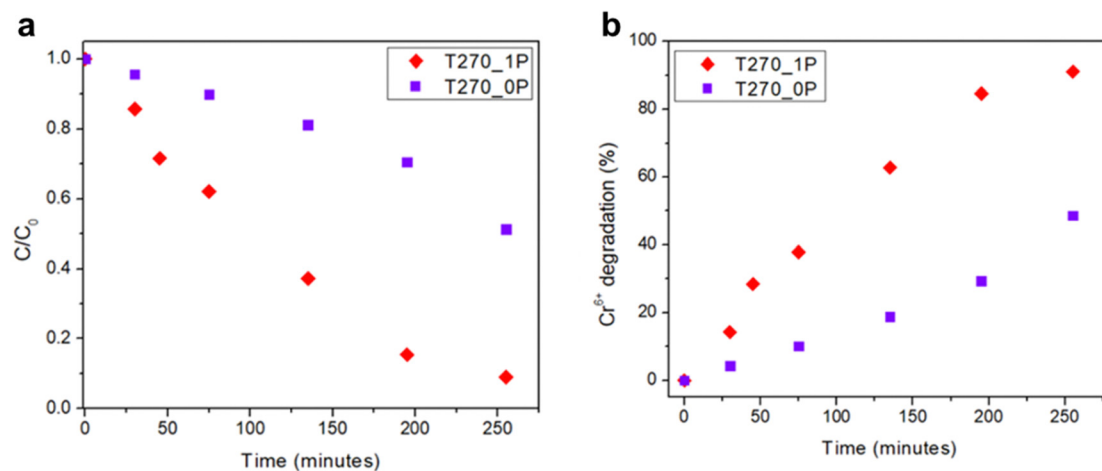 a
1.0
0.8
0.6
0.4
0.2
0.0
C/C₀
T270_1P
T270_0P
0 50 100 150 200 250
Time (minutes)
b
100
80
60
40
20
0
Cr⁶⁺ degradation (%)
T270_1P
T270_0P
0 50 100 150 200 250
Time (minutes)